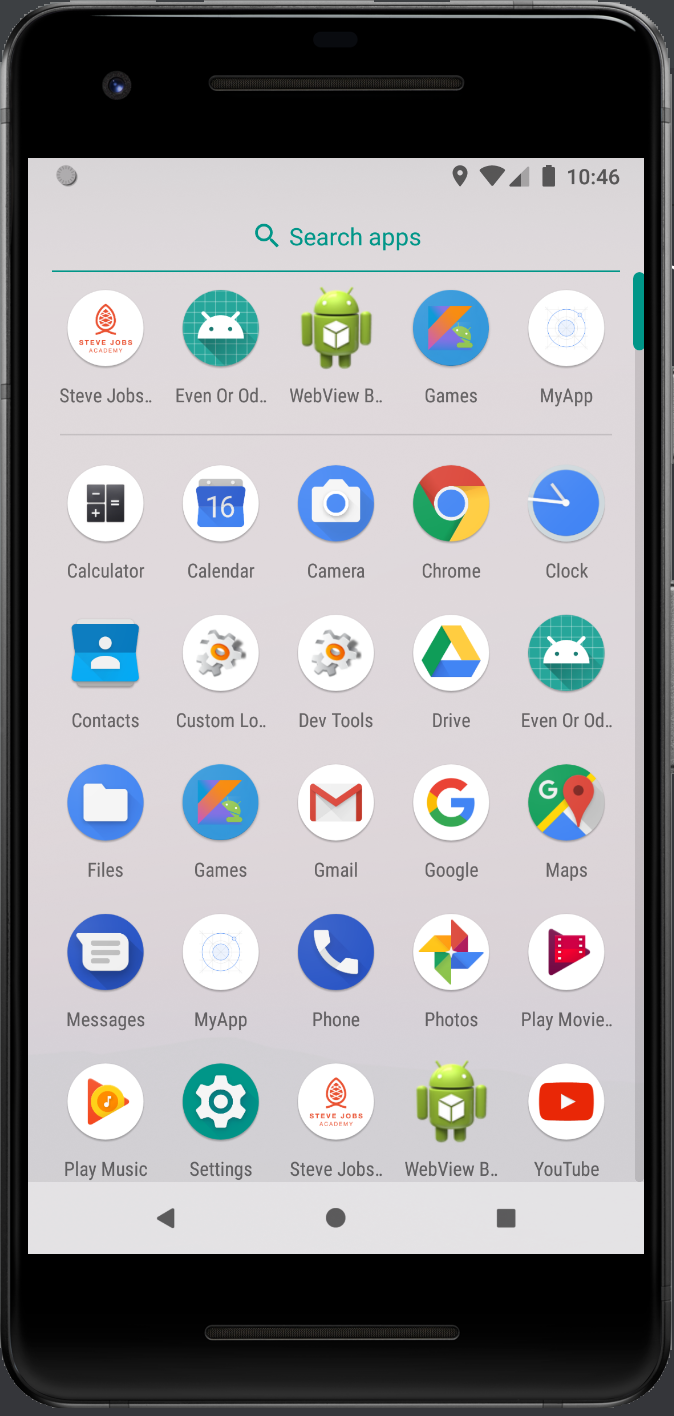 10:46
Search apps
STEVE JOBS
ACADEMY
Steve Jobs..
Even Or Od..
WebView B..
Games
MyApp
Calculator
16
Calendar
Camera
Chrome
Clock
Contacts
Custom Lo..
Dev Tools
Drive
Even Or Od..
Files
Games
Gmail
G
Google
G
Maps
Messages
MyApp
Phone
Photos
Play Movie..
Play Music
Settings
STEVE JOBS
ACADEMY
Steve Jobs..
WebView B..
YouTube